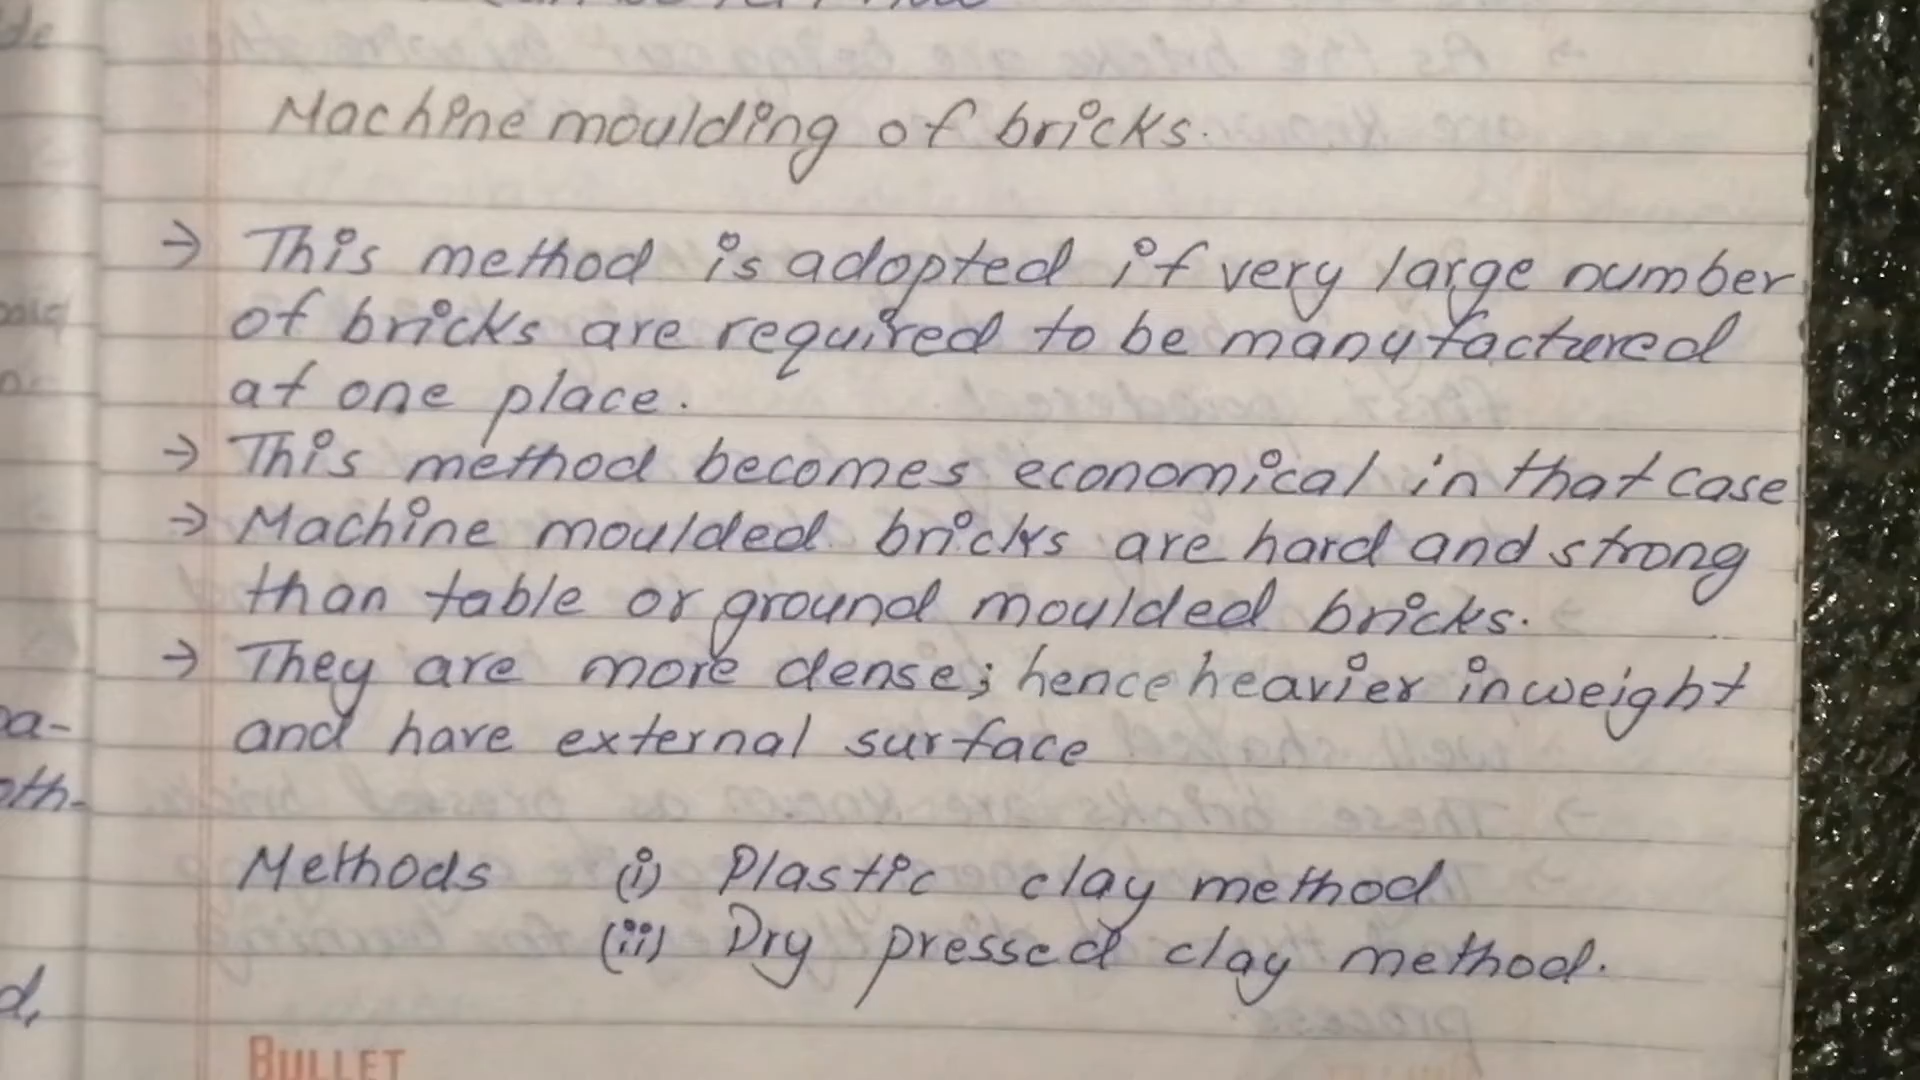 Machine moulding of bricks.
→ This method is adopted if very large number
of bricks are required to be manufactured
at one place.
→ This method becomes economical in that case
→ Machine moulded bricks are hard and strong
than table or ground moulded bricks.
→ They are more dense; hence heavier in weight
and have external surface
Methods (i) Plastic clay method
(ii) Dry pressed clay method.
BULLET